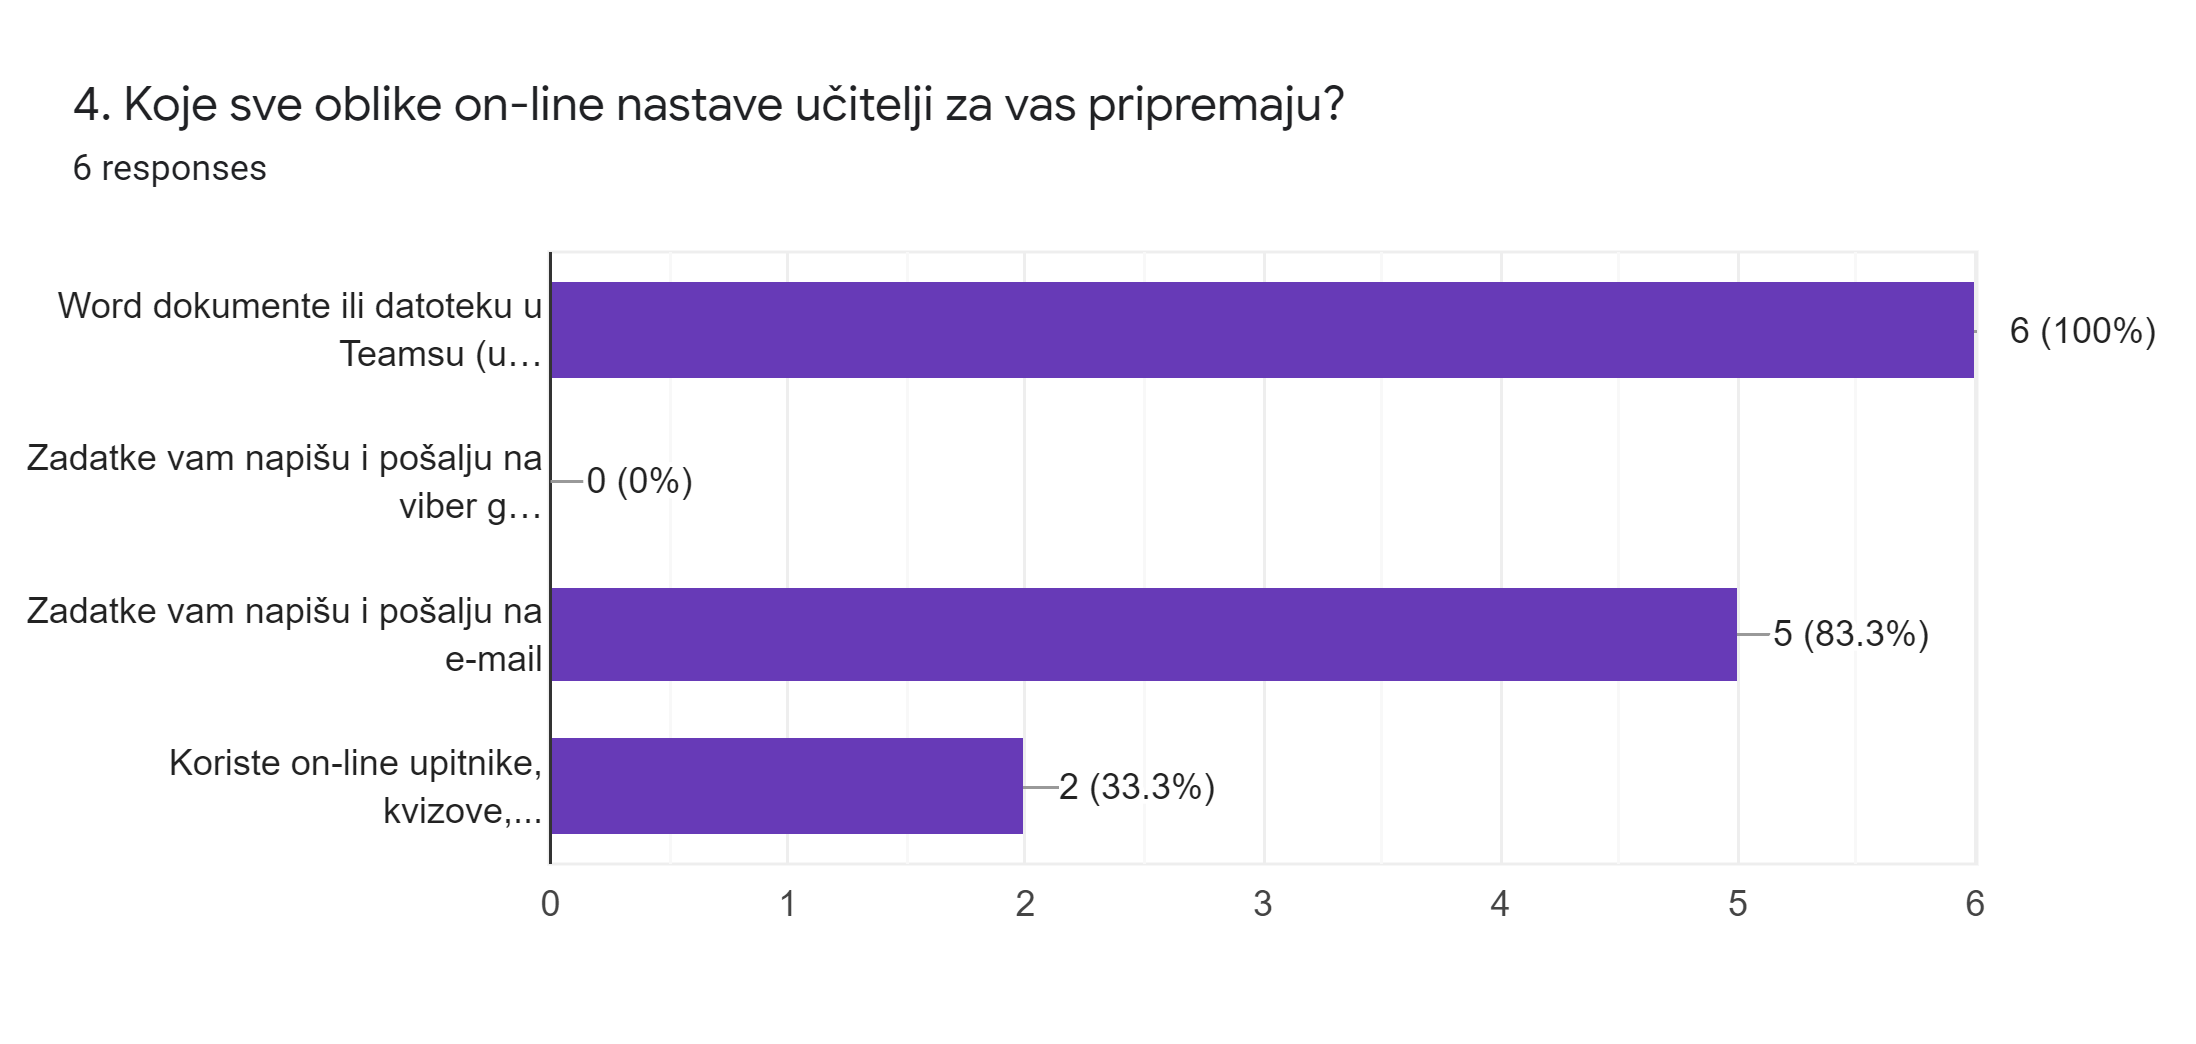 4. Koje sve oblike on-line nastave učitelji za vas pripremaju?
6 responses
Word dokumente ili datoteku u
Teamsu (u…
6 (100%)
Zadatke vam napišu i pošalju na
viber g…
0 (0%)
Zadatke vam napišu i pošalju na
e-mail
5 (83.3%)
Koriste on-line upitnike,
kvizove,...
2 (33.3%)
0 1 2 3 4 5 6